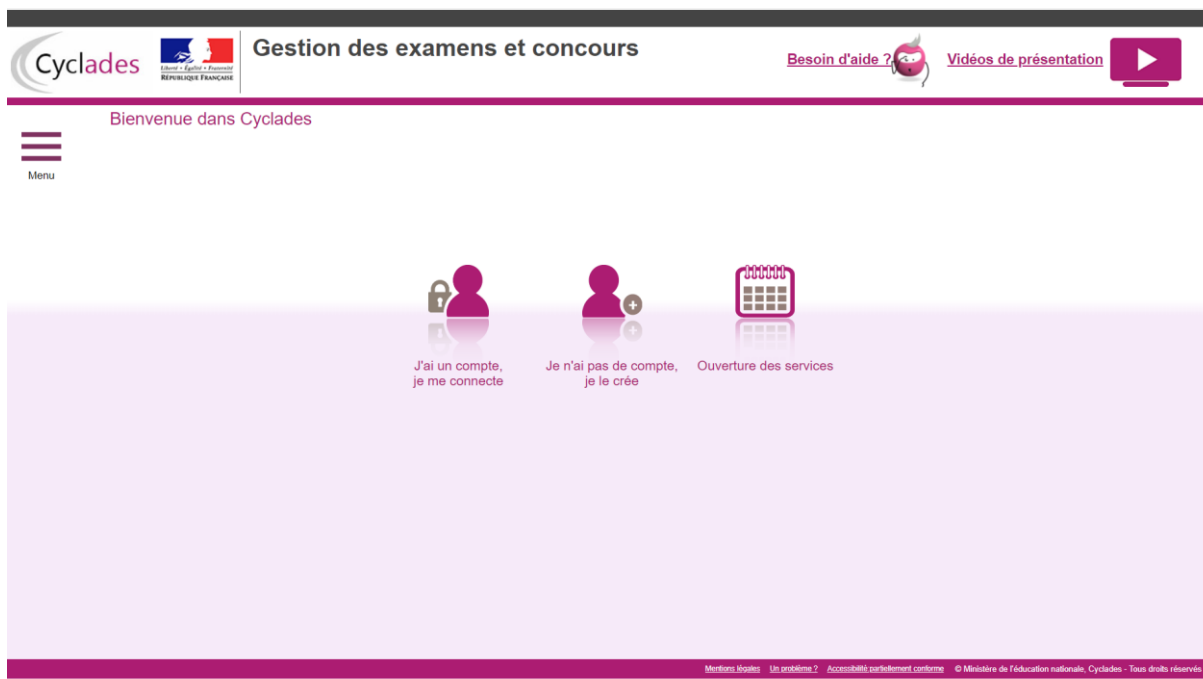 Cyclades
Liberté • Égalité • Fraternité
RÉPUBLIQUE FRANÇAISE
Gestion des examens et concours
Besoin d'aide ?
Vidéos de présentation
Bienvenue dans Cyclades
Menu
J'ai un compte,
je me connecte
Je n'ai pas de compte,
je le crée
Ouverture des services
Mentions légales Un problème ? Accessibilité partiellement conforme © Ministère de l'éducation nationale, Cyclades - Tous droits réservés